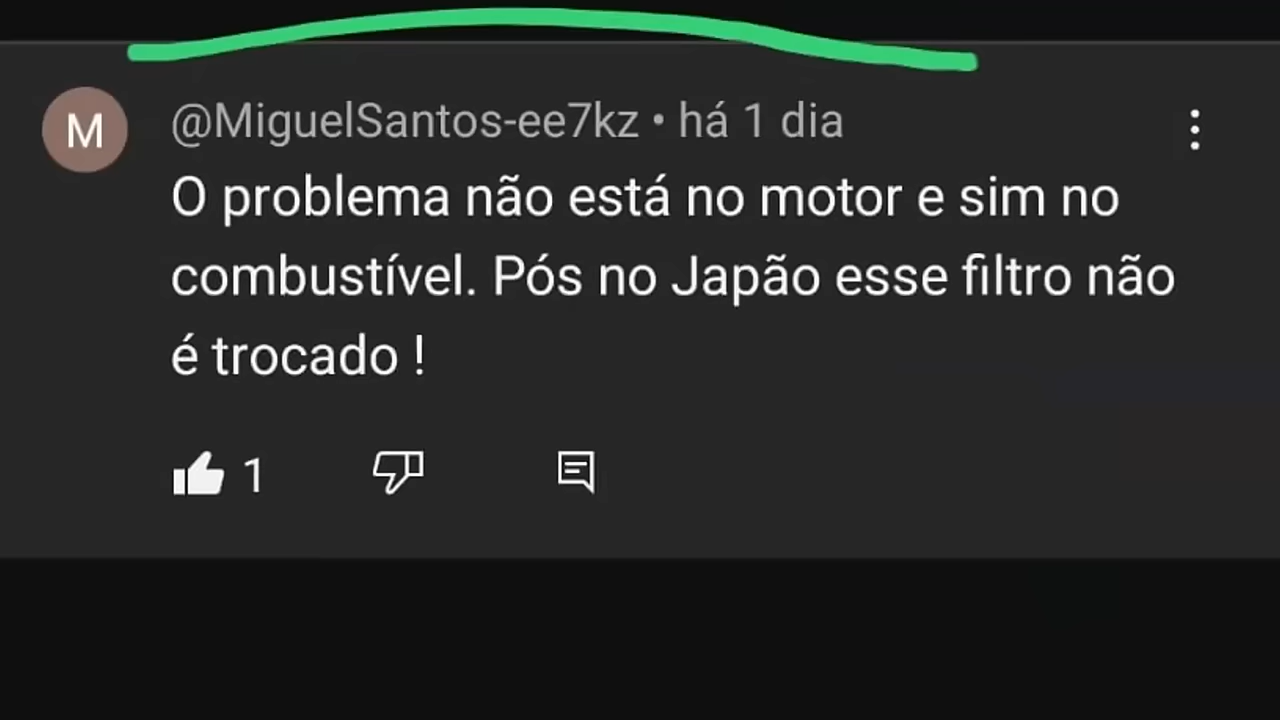 M
@MiguelSantos-ee7kz • há 1 dia
O problema não está no motor e sim no
combustível. Pós no Japão esse filtro não
é trocado !
1